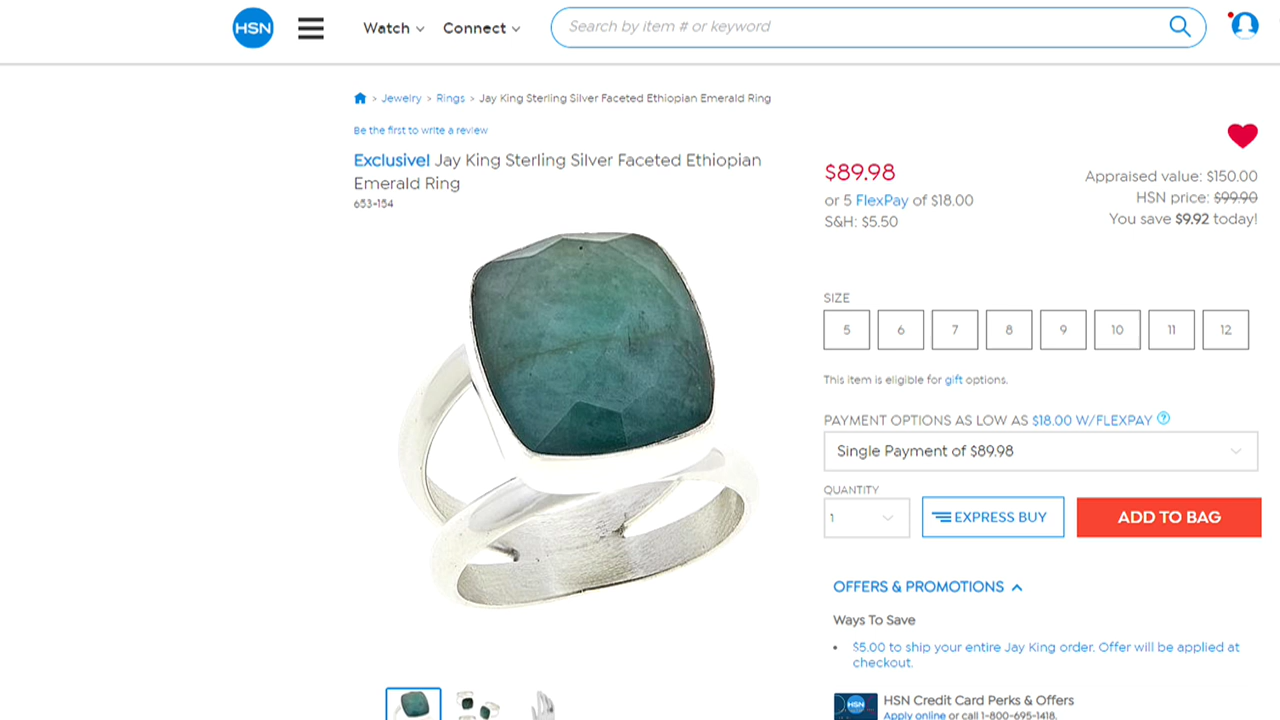 HSN
Watch Connect
Search by item # or keyword
> Jewelry > Rings > Jay King Sterling Silver Faceted Ethiopian Emerald Ring
Be the first to write a review
Exclusive! Jay King Sterling Silver Faceted Ethiopian
Emerald Ring
653-154
$89.98
or 5 FlexPay of $18.00
S&H: $5.50
Appraised value: $150.00
HSN price: $99.90
You save $9.92 today!
SIZE
5 6 7 8 9 10 11 12
This item is eligible for gift options.
PAYMENT OPTIONS AS LOW AS $18.00 W/FLEXPAY ?
Single Payment of $89.98
QUANTITY
1
EXPRESS BUY
ADD TO BAG
OFFERS & PROMOTIONS
Ways To Save
• $5.00 to ship your entire Jay King order. Offer will be applied at
checkout.
HSN
HSN Credit Card Perks & Offers
Apply online or call 1-800-695-1418.